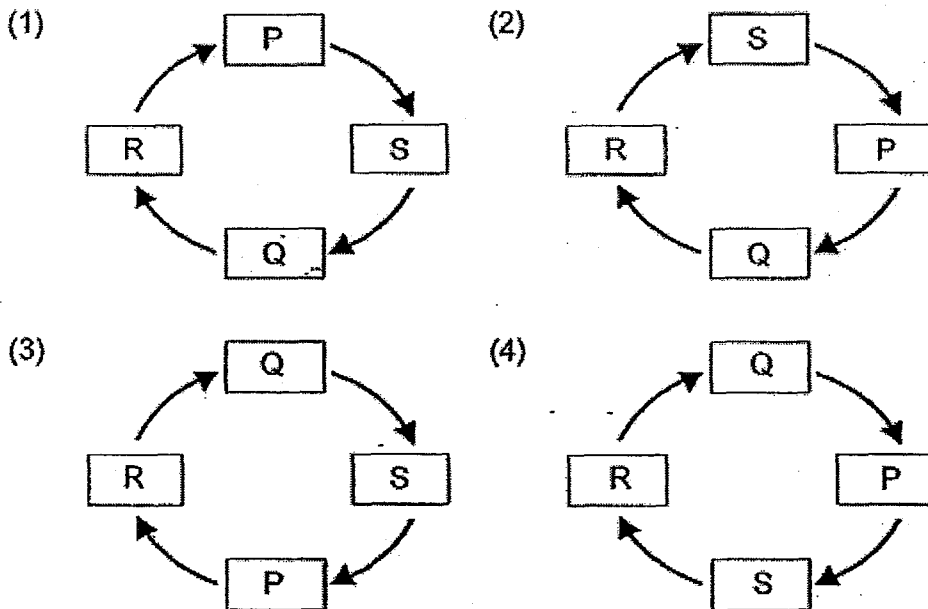 (1) P (2) S
R S R P
Q Q
(3) Q (4) Q
R S R P
P S